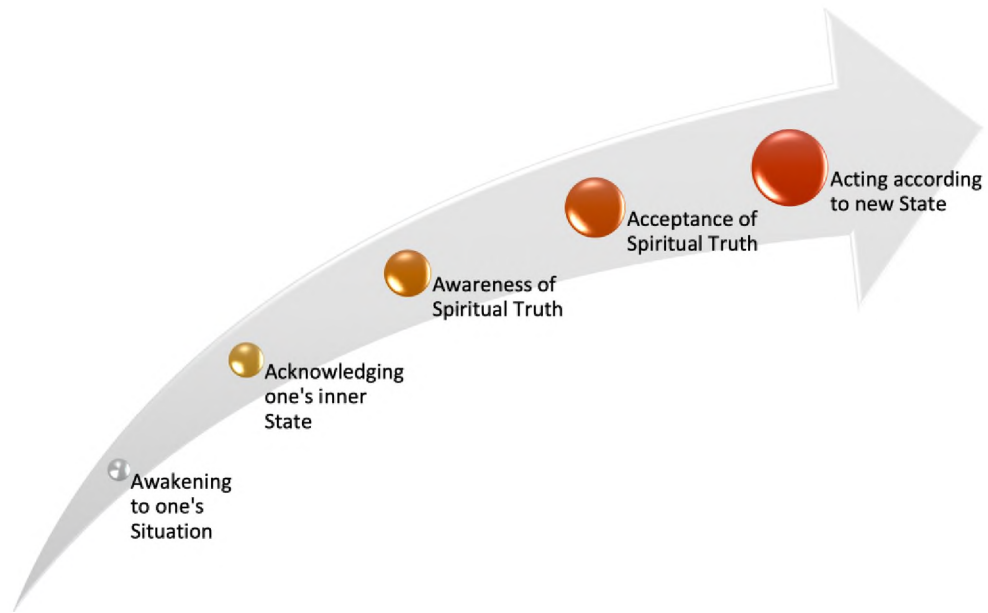 Awakening
to one's
Situation
Acknowledging
one's inner
State
Awareness of
Spiritual Truth
Acceptance of
Spiritual Truth
Acting according
to new State